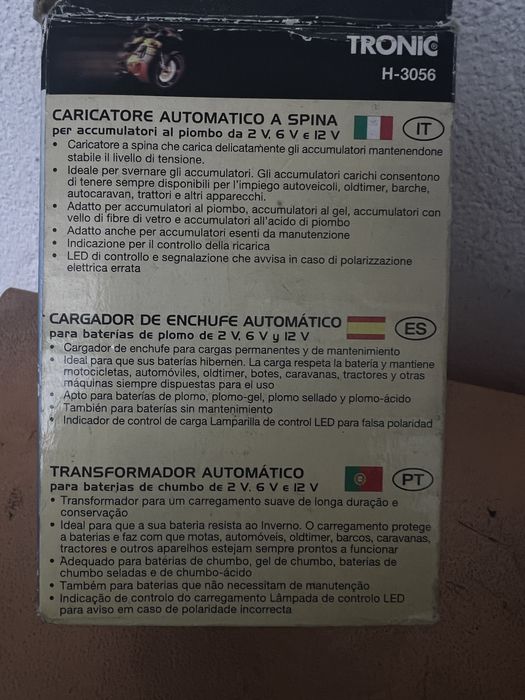 TRONIC
H-3056
CARICATORE AUTOMATICO A SPINA
per accumulatori al piombo da 2 V, 6 V e 12 V
IT
• Caricatore a spina che carica delicatamente gli accumulatori mantenendone
stabile il livello di tensione.
• Ideale per svernare gli accumulatori. Gli accumulatori carichi consentono
di tenere sempre disponibili per l'impiego autoveicoli, oldtimer, barche,
autocaravan, trattori e altri apparecchi.
• Adatto per accumulatori al piombo, accumulatori al gel, accumulatori con
vello di fibre di vetro e accumulatori all'acido di piombo
• Adatto anche per accumulatori esenti da manutenzione
• Indicazione per il controllo della ricarica
• LED di controllo e segnalazione che avvisa in caso di polarizzazione
elettrica errata
CARGADOR DE ENCHUFE AUTOMÁTICO
para baterías de plomo de 2 V, 6 V y 12 V
ES
• Cargador de enchufe para cargas permanentes y de mantenimiento
• Ideal para que sus baterías hibernen. La carga respeta la batería y mantiene
motocicletas, automóviles, oldtimer, botes, caravanas, tractores y otras
máquinas siempre dispuestas para el uso
• Apto para baterías de plomo, plomo-gel, plomo sellado y plomo-ácido
• También para baterías sin mantenimiento
• Indicador de control de carga Lamparilla de control LED para falsa polaridad
TRANSFORMADOR AUTOMÁTICO
para baterias de chumbo de 2 V, 6 V e 12 V
PT
• Transformador para um carregamento suave de longa duração e
conservação
• Ideal para que a sua bateria resista ao Inverno. O carregamento protege
a baterias e faz com que motas, automóveis, oldtimer, barcos, caravanas,
tractores e outros aparelhos estejam sempre prontos a funcionar
• Adequado para baterias de chumbo, gel de chumbo, baterias de
chumbo seladas e de chumbo-ácido
• Também para baterias que não necessitam de manutenção
• Indicação de controlo do carregamento Lâmpada de controlo LED
para aviso em caso de polaridade incorrecta